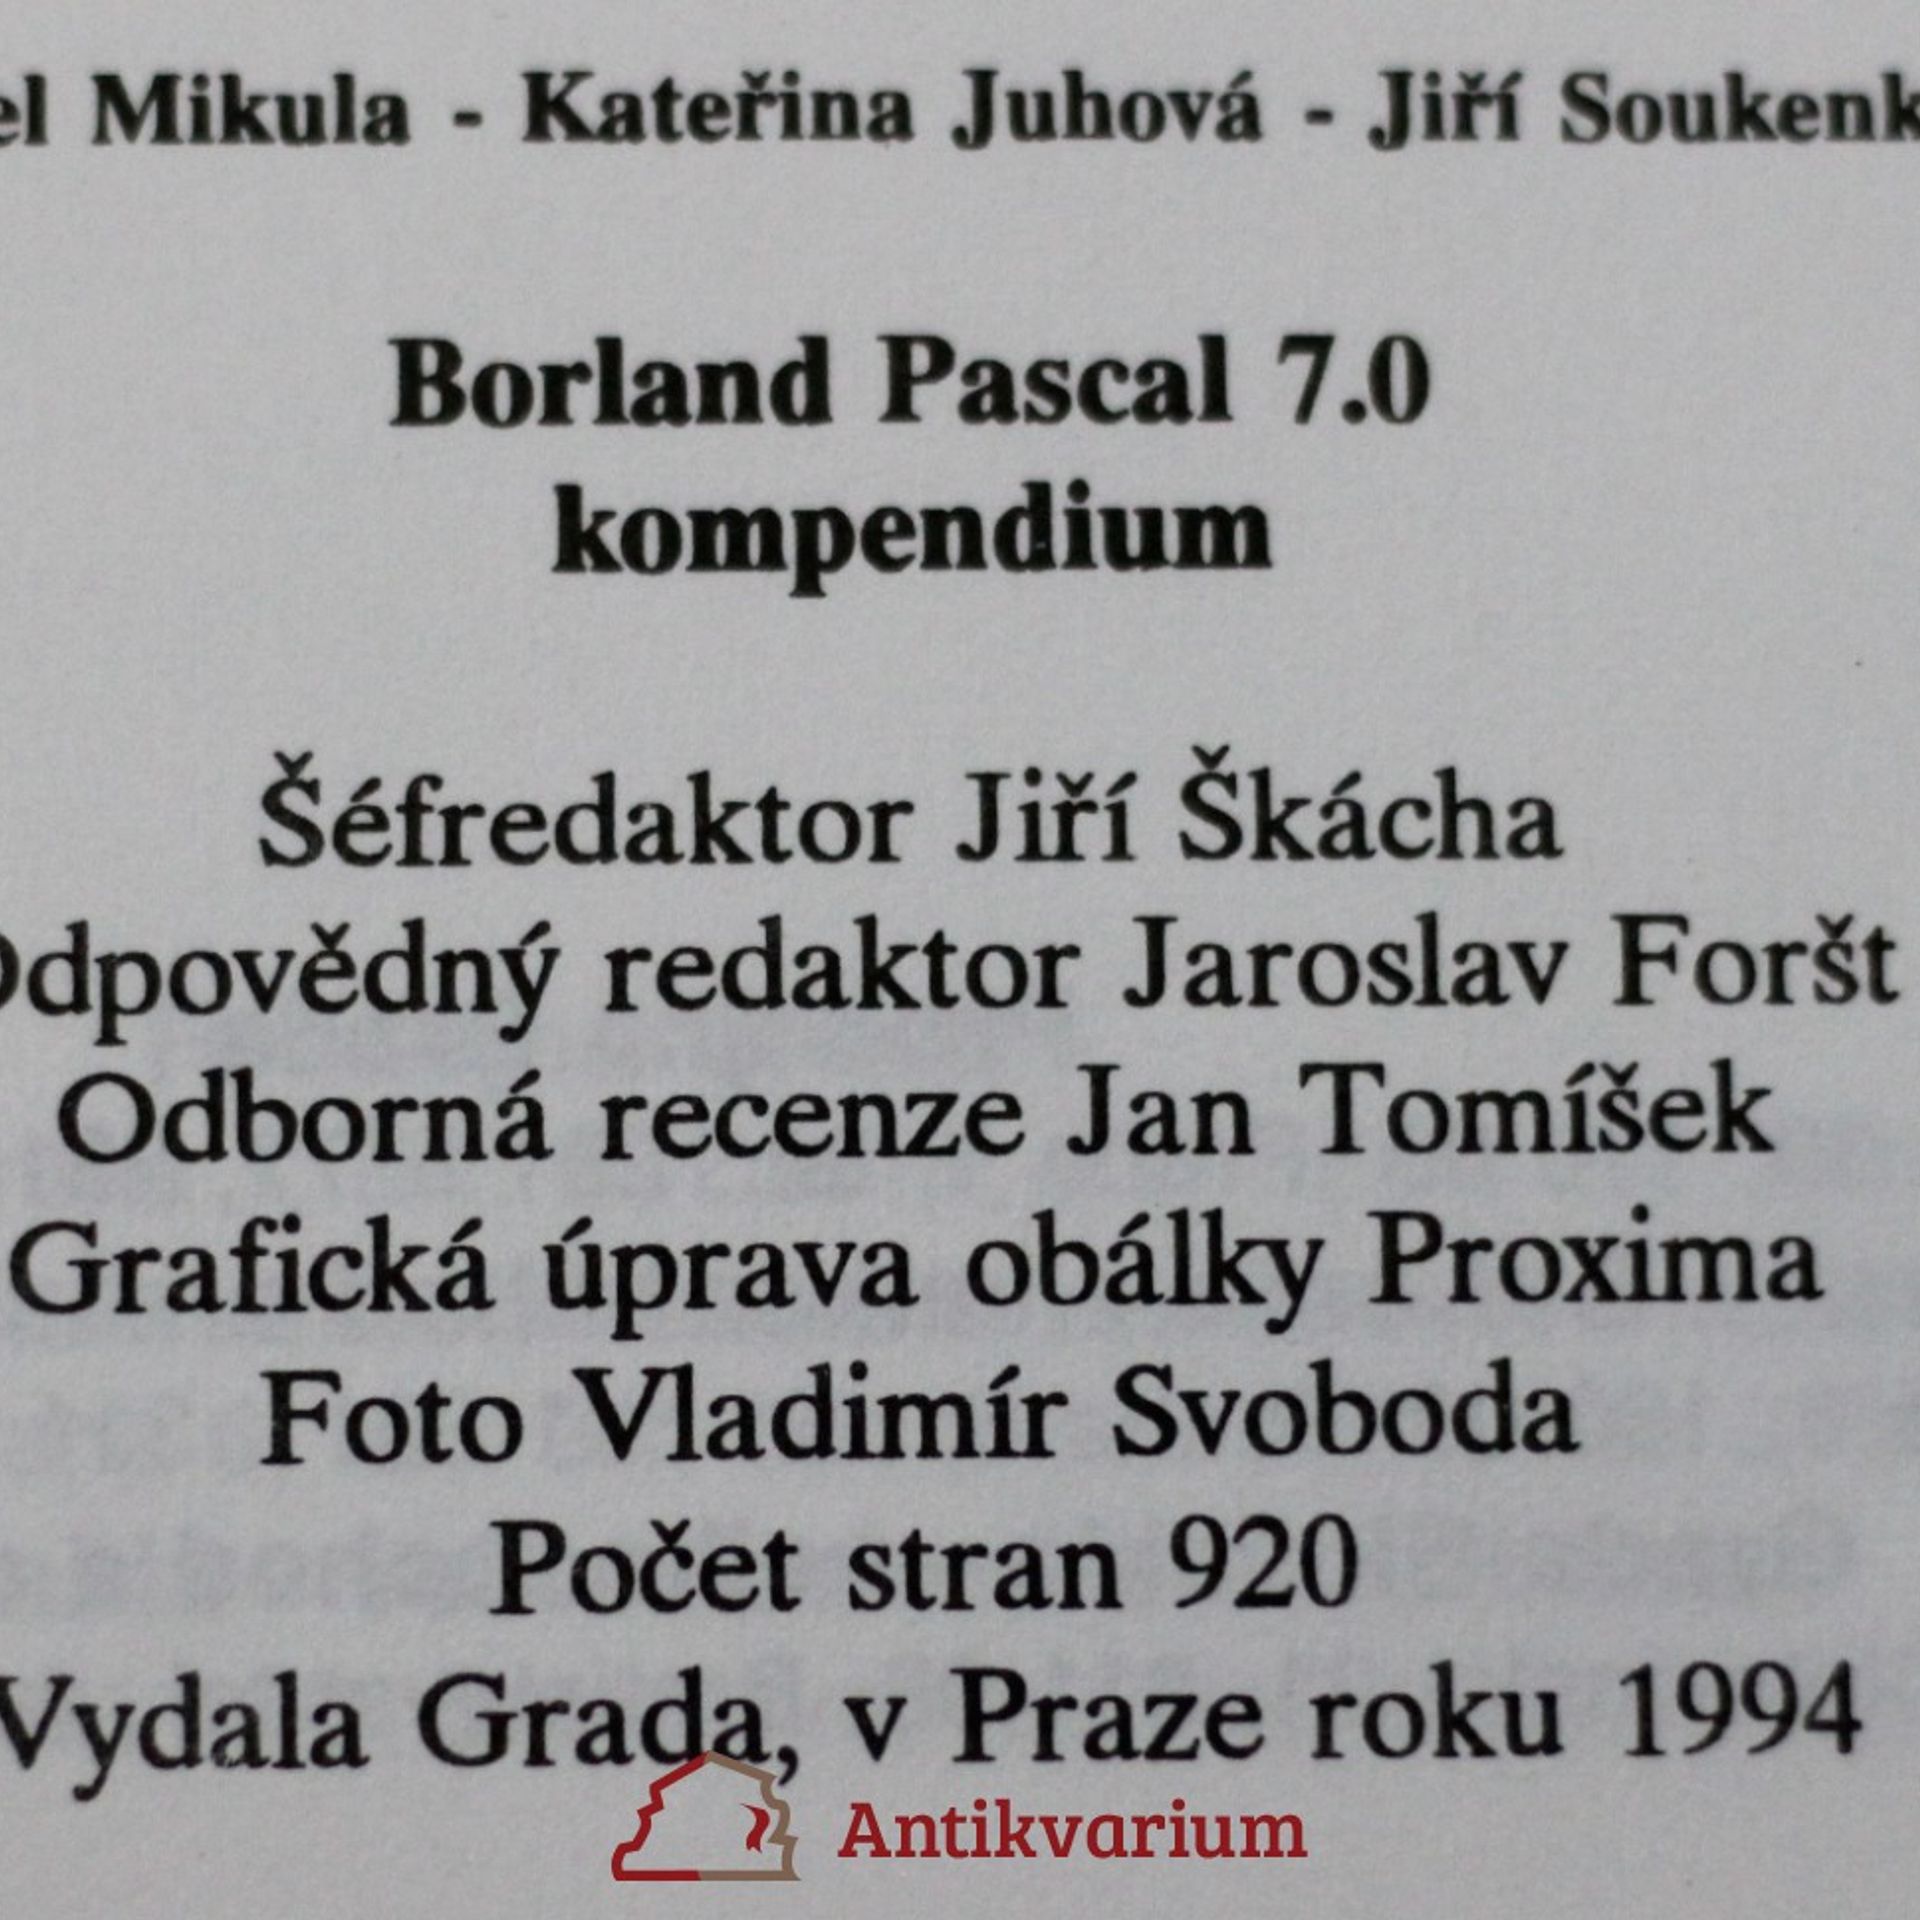 el Mikula - Kateřina Juhová - Jiří Soukenk
Borland Pascal 7.0
kompendium
Šéfredaktor Jiří Škácha
Odpovědný redaktor Jaroslav Foršt
Odborná recenze Jan Tomíšek
Grafická úprava obálky Proxima
Foto Vladimír Svoboda
Počet stran 920
Vydala Grada, v Praze roku 1994
Antikvarium